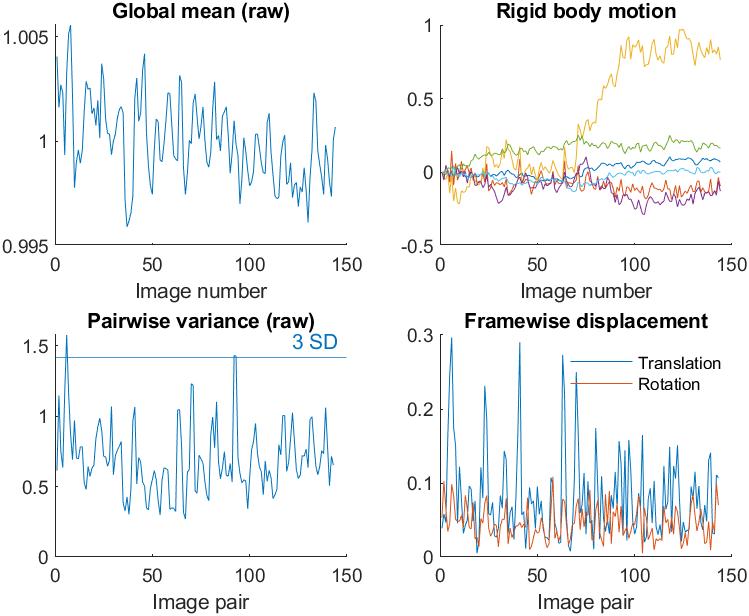 Global mean (raw)
1.005
1
0.995
0 50 100 150
Image number
Rigid body motion
1
0.5
0
-0.5
0 50 100 150
Image number
Pairwise variance (raw)
3 SD
1.5
1
0.5
0
0 50 100 150
Image pair
Framewise displacement
0.3
Translation
Rotation
0.2
0.1
0
0 50 100 150
Image pair